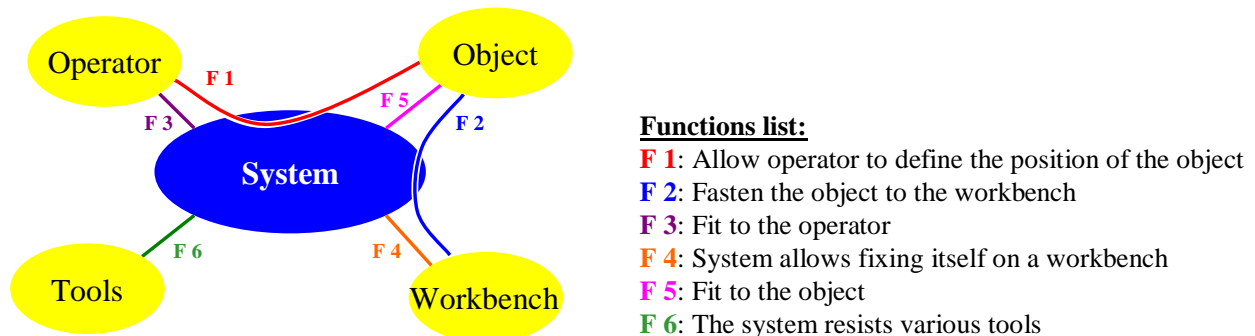 Operator
Object
F 1
F 5
F 3
F 2
System
F 6
F 4
Tools
Workbench
Functions list:
F 1: Allow operator to define the position of the object
F 2: Fasten the object to the workbench
F 3: Fit to the operator
F 4: System allows fixing itself on a workbench
F 5: Fit to the object
F 6: The system resists various tools